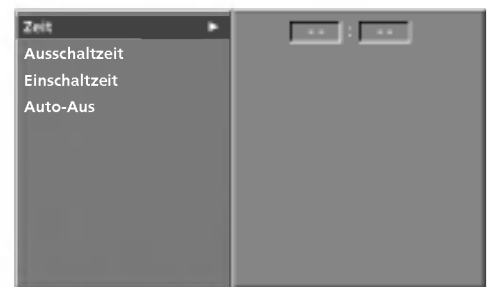 Zeit ►
-- : --
Ausschaltzeit
Einschaltzeit
Auto-Aus